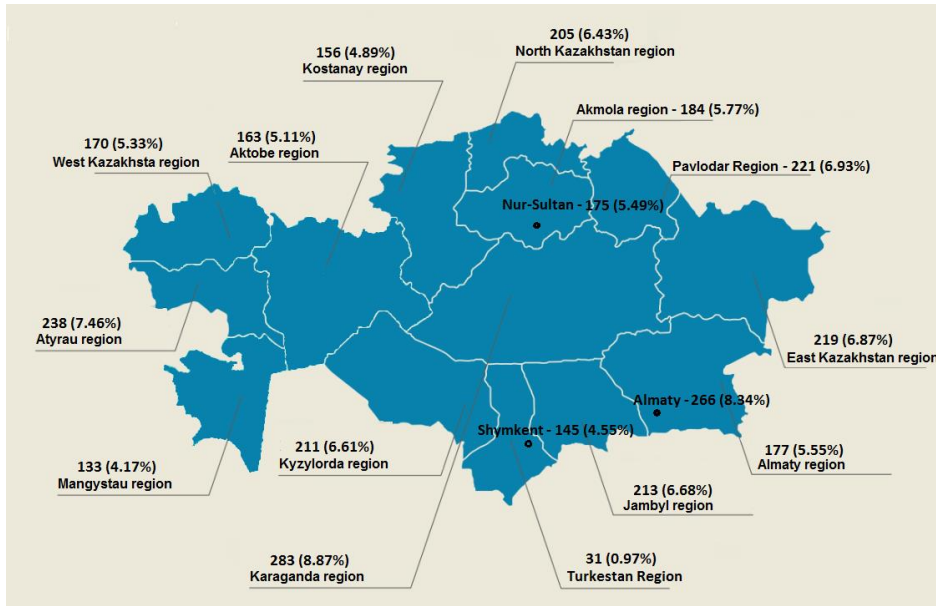 205 (6.43%)
North Kazakhstan region
156 (4.89%)
Kostanay region
Akmola region - 184 (5.77%)
170 (5.33%)
West Kazakhsta region
163 (5.11%)
Aktobe region
Pavlodar Region - 221 (6.93%)
Nur-Sultan - 175 (5.49%)
238 (7.46%)
Atyrau region
219 (6.87%)
East Kazakhstan region
Almaty - 266 (8.34%)
Shymkent - 145 (4.55%)
211 (6.61%)
Kyzylorda region
177 (5.55%)
Almaty region
133 (4.17%)
Mangystau region
213 (6.68%)
Jambyl region
283 (8.87%)
Karaganda region
31 (0.97%)
Turkestan Region